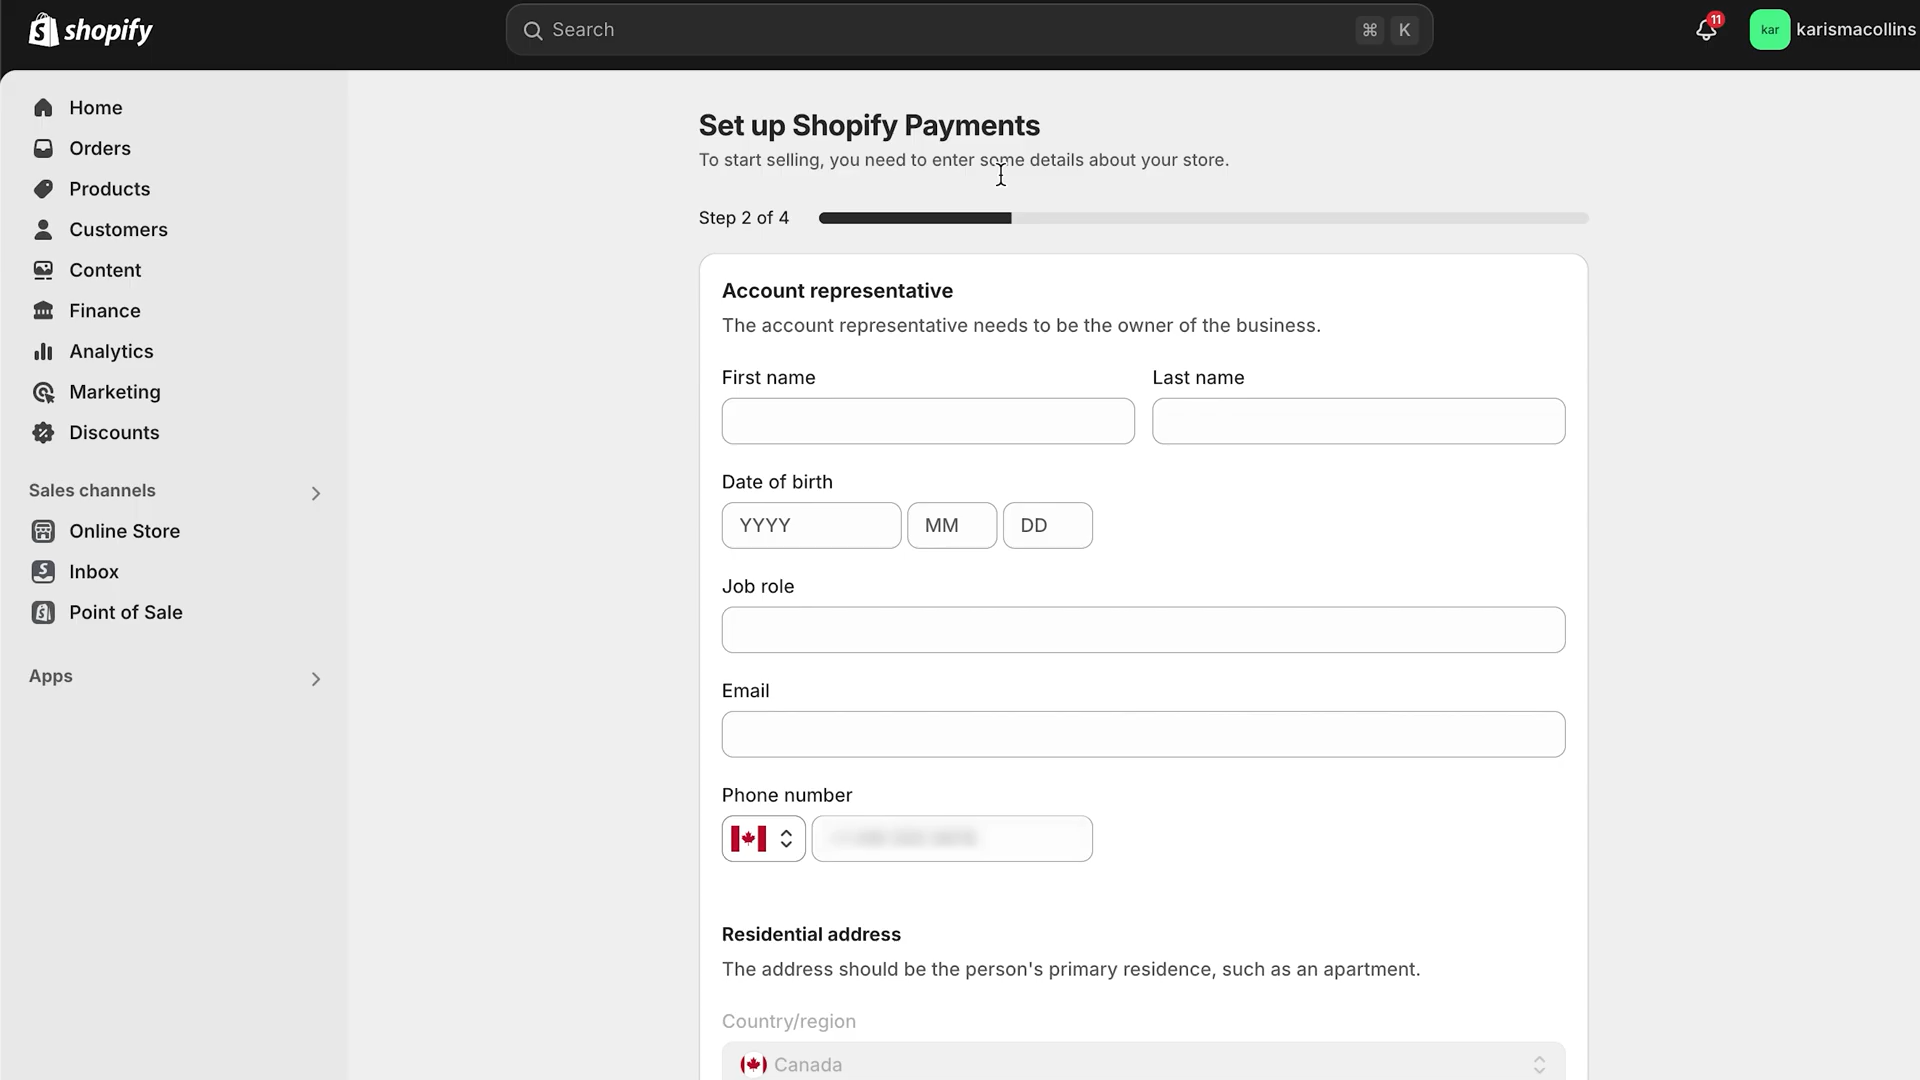 shopify
Search
⌘ K
11
kar
karismacollins
Home
Orders
Products
Customers
Content
Finance
Analytics
Marketing
Discounts
Sales channels
Online Store
Inbox
Point of Sale
Apps
Set up Shopify Payments
To start selling, you need to enter some details about your store.
Step 2 of 4
Account representative
The account representative needs to be the owner of the business.
First name
Last name
Date of birth
YYYY
MM
DD
Job role
Email
Phone number
Residential address
The address should be the person's primary residence, such as an apartment.
Country/region
Canada